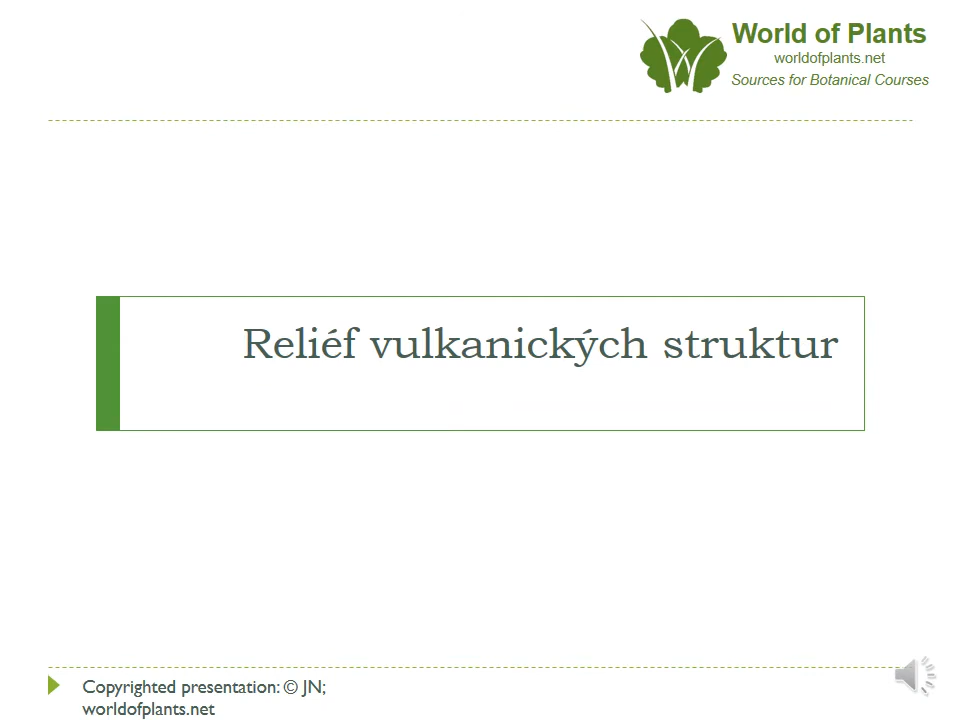 World of Plants
worldofplants.net
Sources for Botanical Courses
Reliéf vulkanických struktur
Copyrighted presentation: © JN;
worldofplants.net